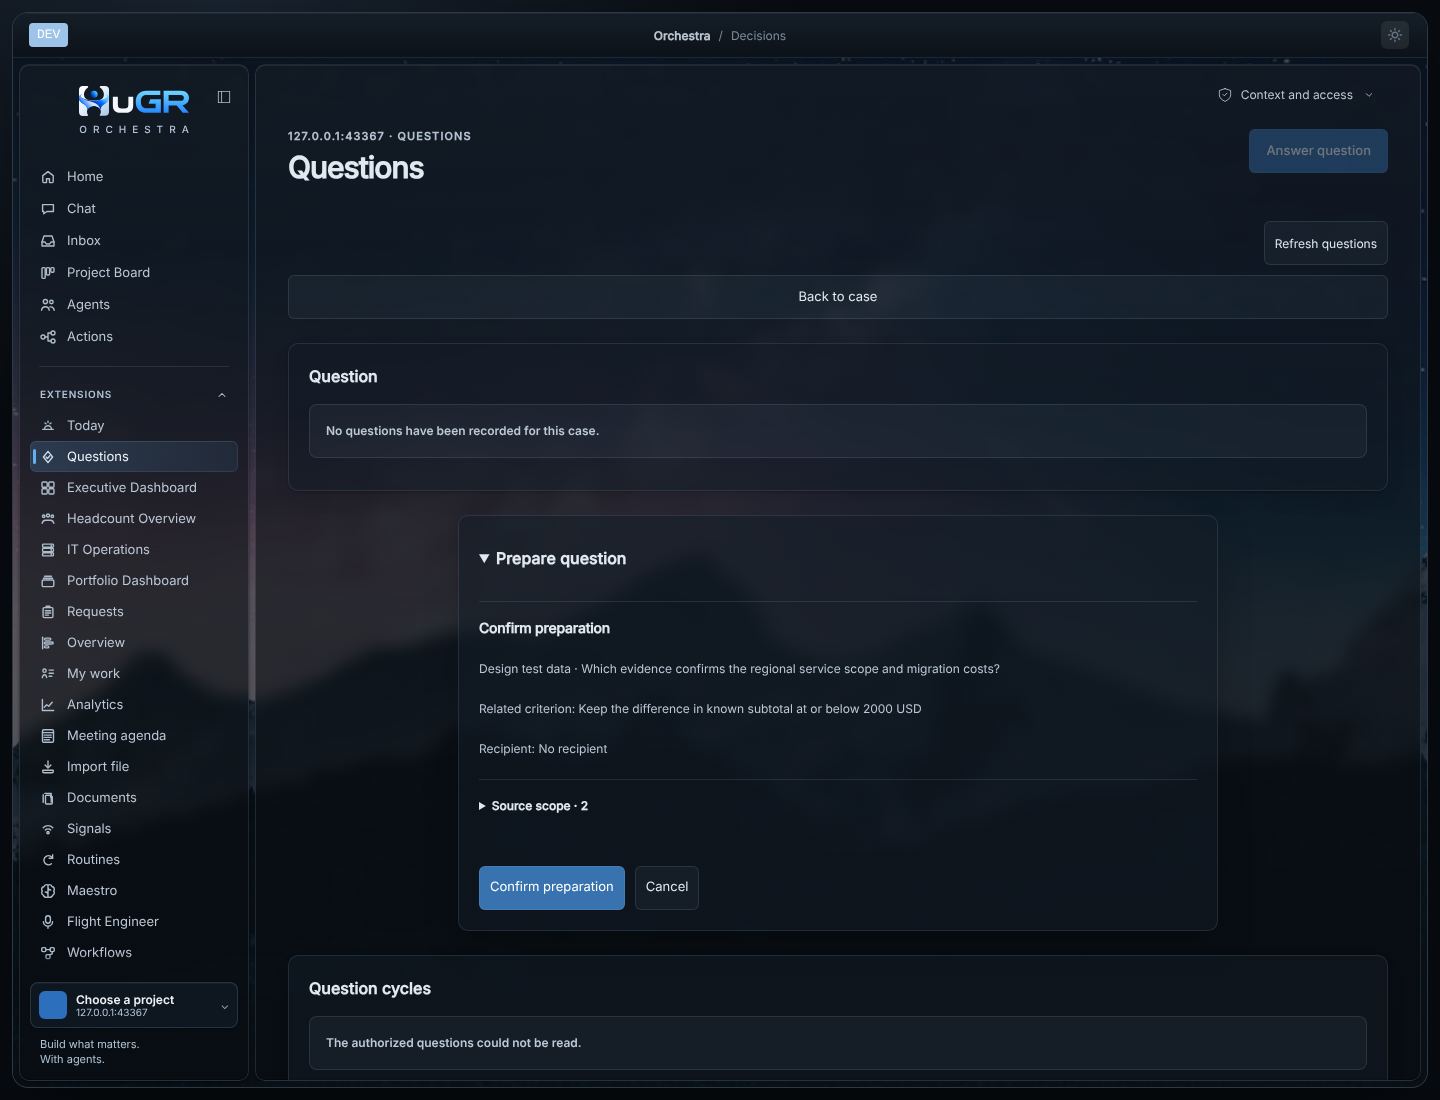 DEV
Orchestra / Decisions
HuGR
ORCHESTRA
Home
Chat
Inbox
Project Board
Agents
Actions
EXTENSIONS
Today
Questions
Executive Dashboard
Headcount Overview
IT Operations
Portfolio Dashboard
Requests
Overview
My work
Analytics
Meeting agenda
Import file
Documents
Signals
Routines
Maestro
Flight Engineer
Workflows
Choose a project
127.0.0.1:43367
Build what matters.
With agents.
Context and access
127.0.0.1:43367 · QUESTIONS
Questions
Answer question
Refresh questions
Back to case
Question
No questions have been recorded for this case.
Prepare question
Confirm preparation
Design test data · Which evidence confirms the regional service scope and migration costs?
Related criterion: Keep the difference in known subtotal at or below 2000 USD
Recipient: No recipient
Source scope · 2
Confirm preparation
Cancel
Question cycles
The authorized questions could not be read.